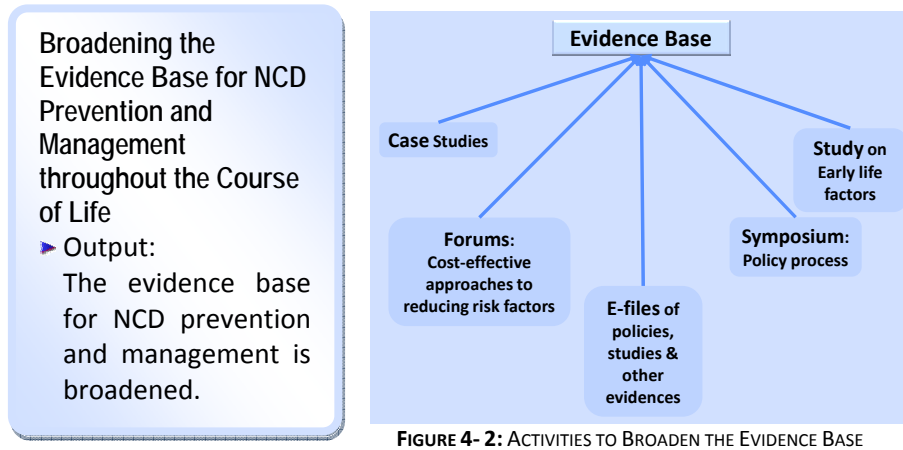 Broadening the
Evidence Base for NCD
Prevention and
Management
throughout the Course
of Life
Output:
The evidence base
for NCD prevention
and management is
broadened.
Evidence Base
Case Studies
Forums:
Cost-effective
approaches to
reducing risk factors
E-files of
policies,
studies &
other
evidences
Symposium:
Policy process
Study on
Early life
factors
FIGURE 4- 2: ACTIVITIES TO BROADEN THE EVIDENCE BASE